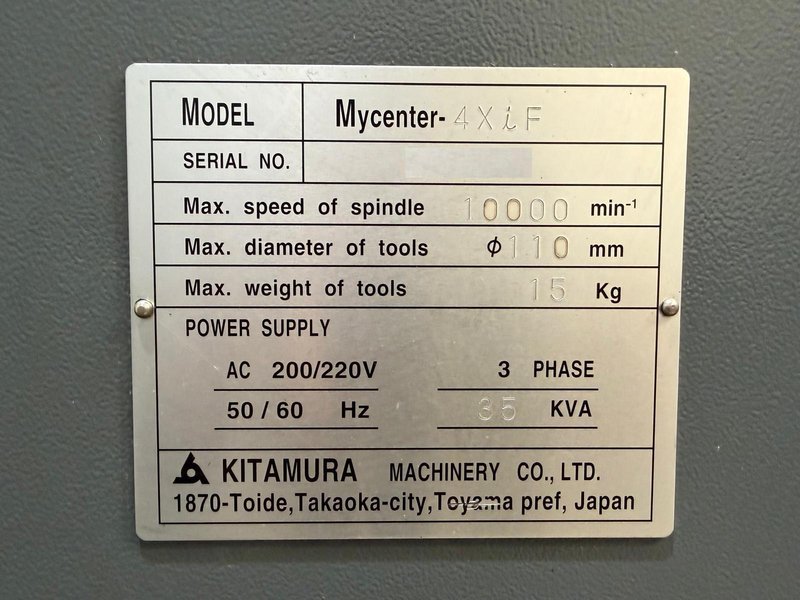 MODEL Mycenter-4XiF
SERIAL NO.
Max. speed of spindle 10000 min⁻¹
Max. diameter of tools φ110 mm
Max. weight of tools 15 Kg
POWER SUPPLY
AC 200/220V 3 PHASE
50/60 Hz 35 KVA
KITAMURA MACHINERY CO., LTD.
1870-Toide,Takaoka-city,Toyama pref, Japan